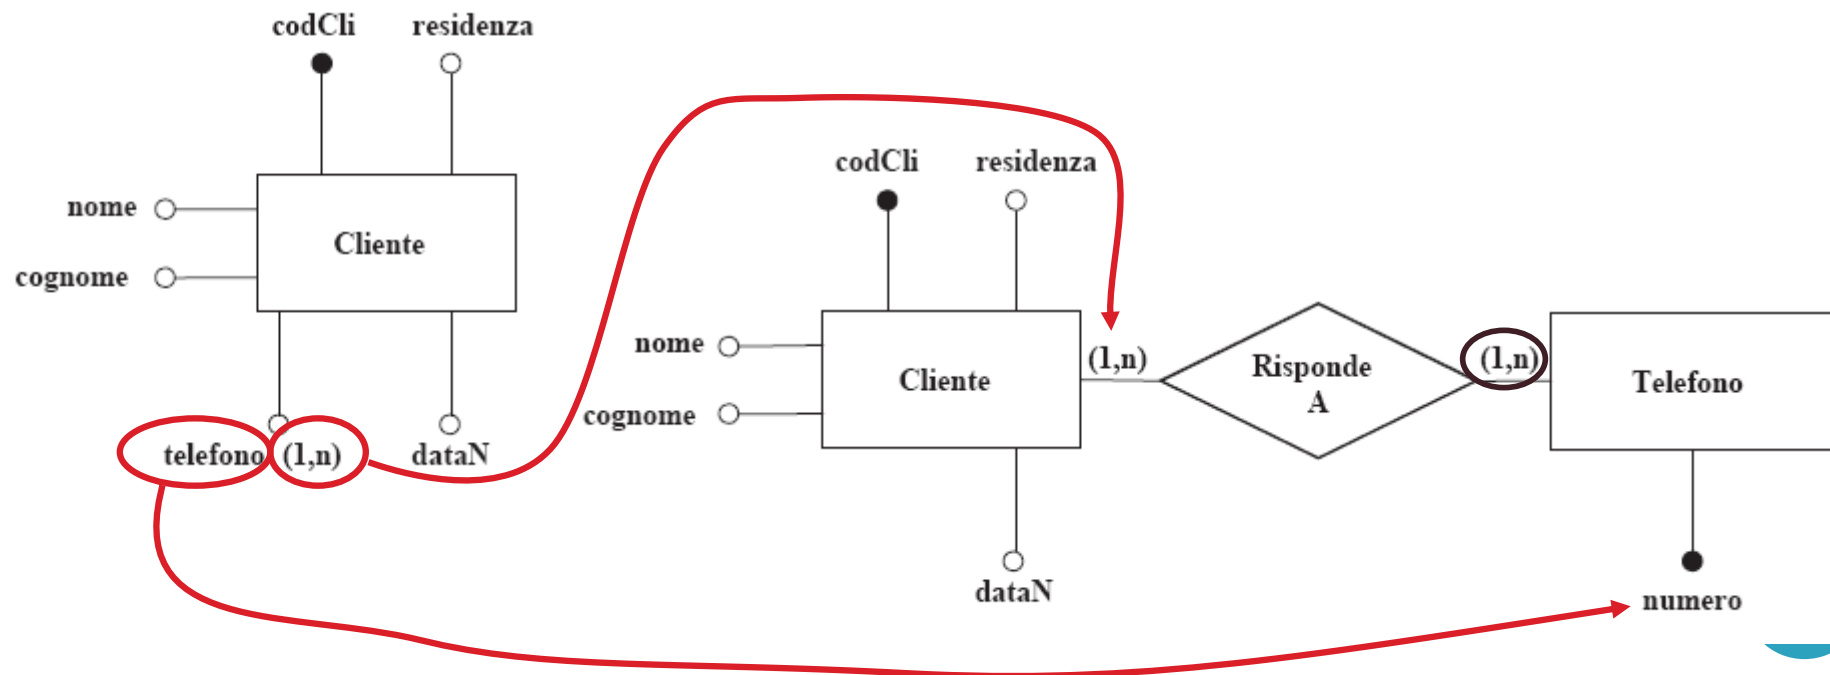 codCli residenza
nome
Cliente
cognome
telefono (1,n) dataN
codCli residenza
nome
Cliente
cognome
dataN
(1,n)
Risponde
A
(1,n)
Telefono
numero